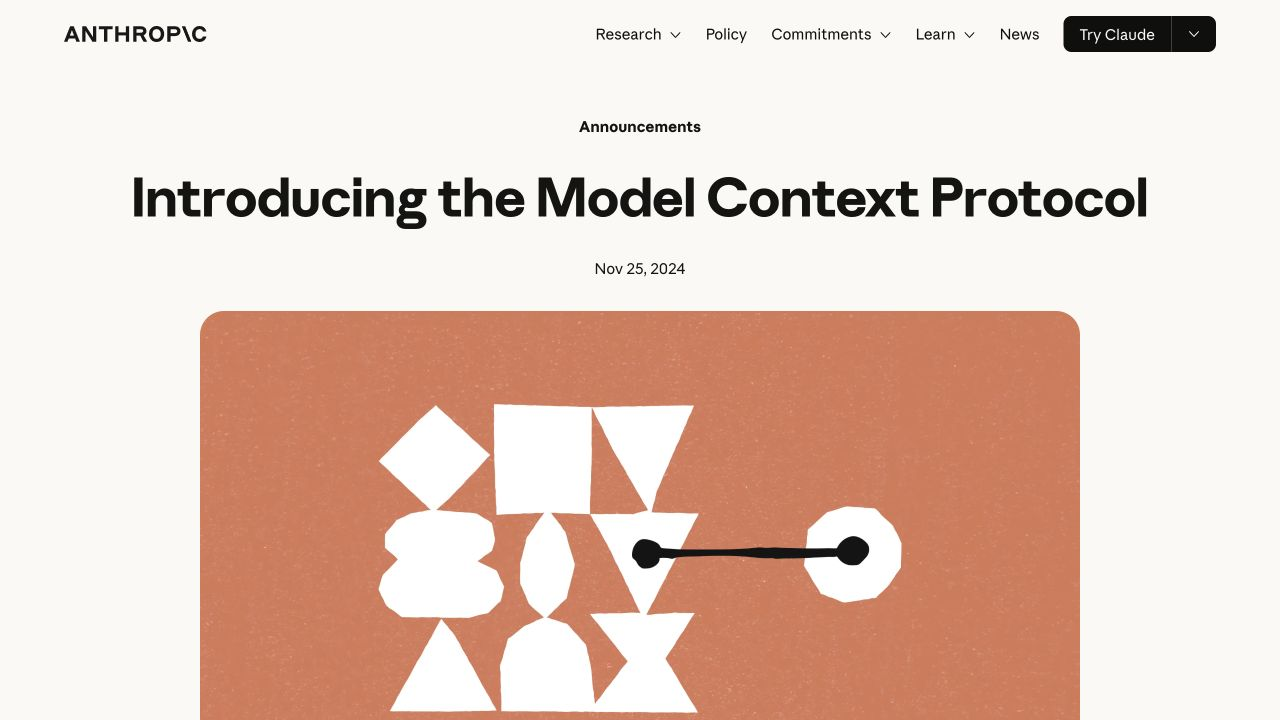 ANTHROP\C
Research Policy Commitments Learn News Try Claude
Announcements
Introducing the Model Context Protocol
Nov 25, 2024